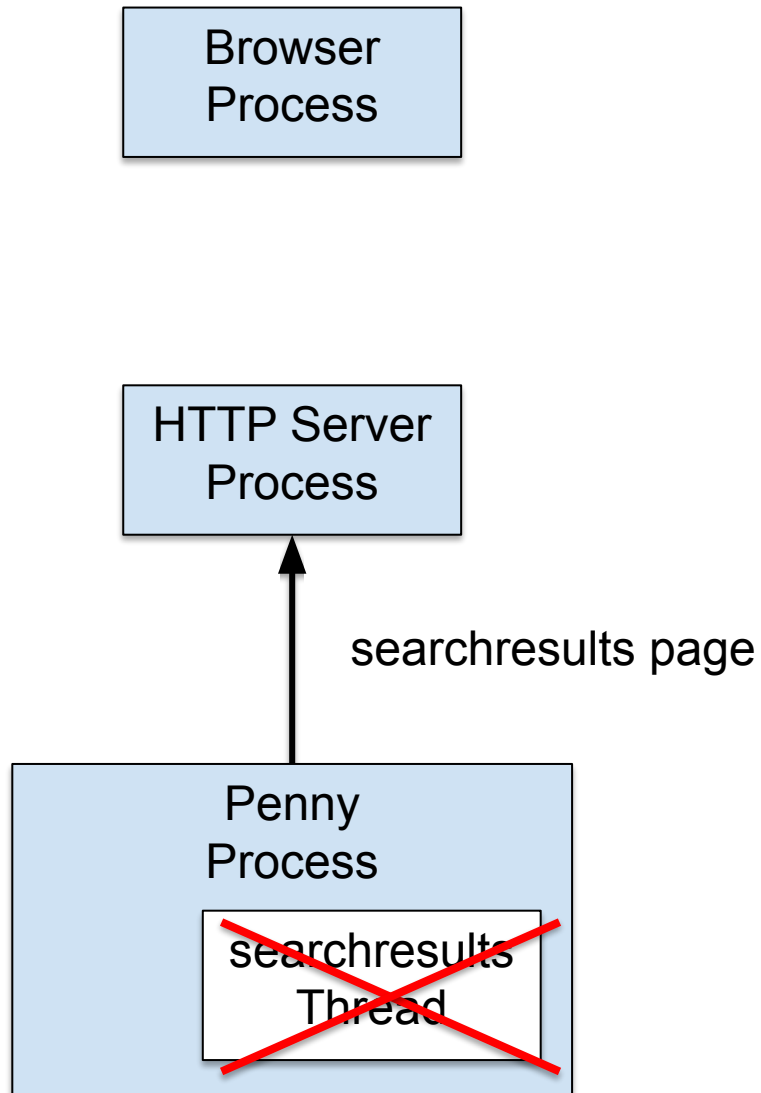 Browser
Process
HTTP Server
Process
searchresults page
Penny
Process
searchresults
Thread